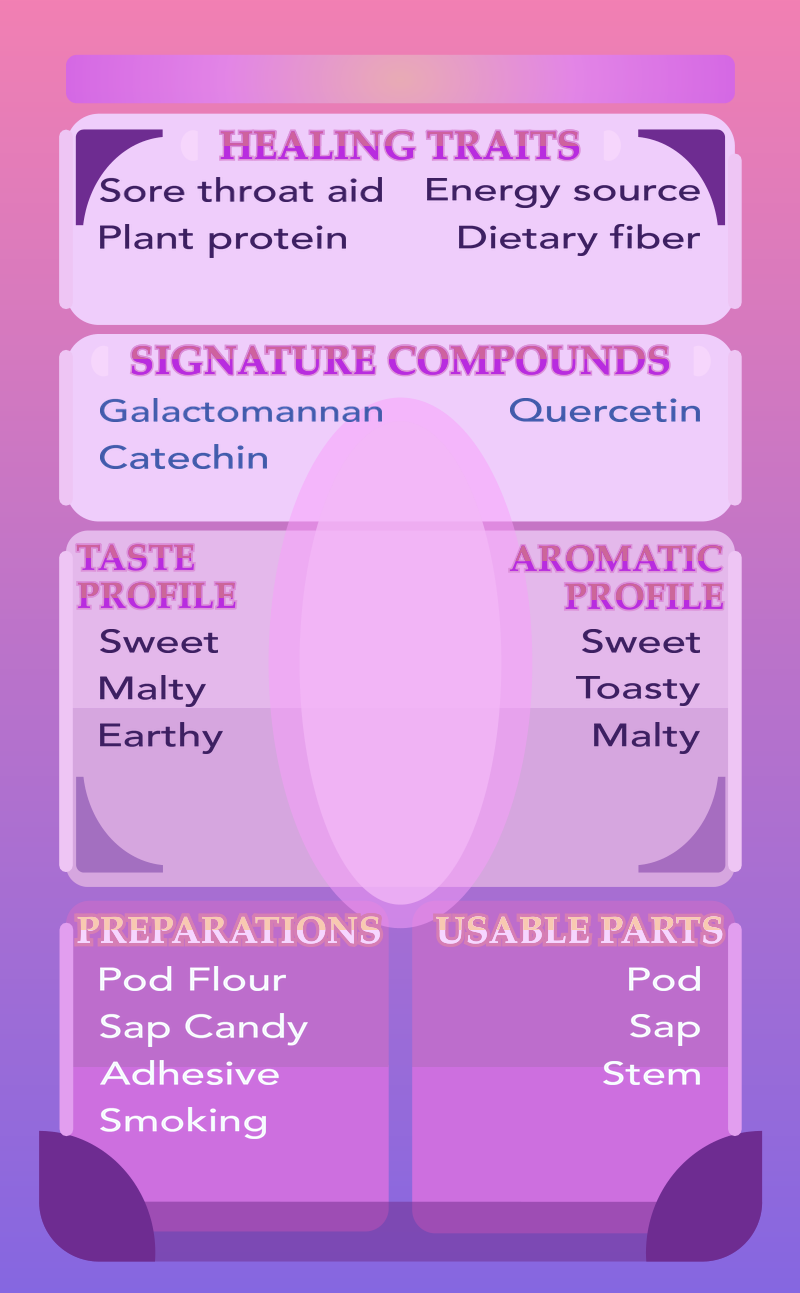 HEALING TRAITS
Sore throat aid Energy source
Plant protein Dietary fiber
SIGNATURE COMPOUNDS
Galactomannan Quercetin
Catechin
TASTE
PROFILE
Sweet
Malty
Earthy
AROMATIC
PROFILE
Sweet
Toasty
Malty
PREPARATIONS
Pod Flour
Sap Candy
Adhesive
Smoking
USABLE PARTS
Pod
Sap
Stem